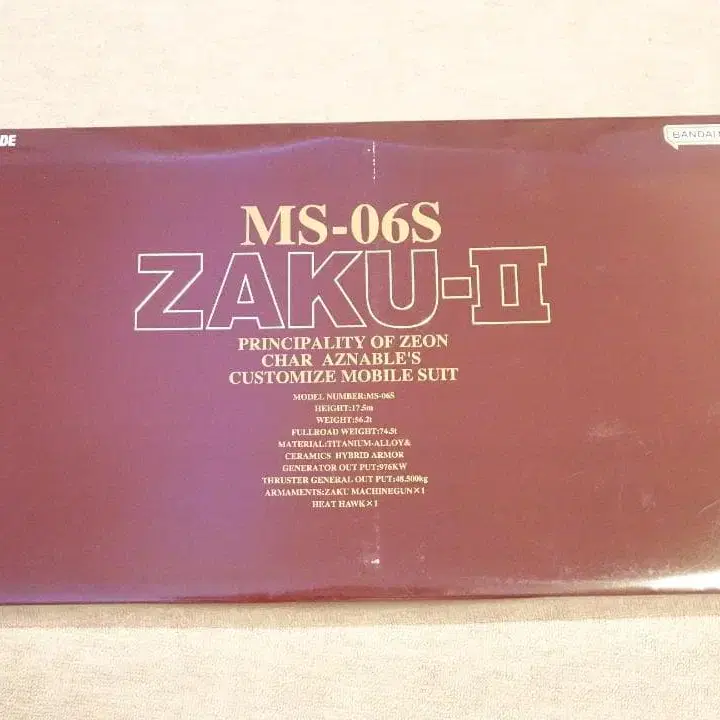 DE
BANDAI
MS-06S
ZAKU-II
PRINCIPALITY OF ZEON
CHAR AZNABLE'S
CUSTOMIZE MOBILE SUIT
MODEL NUMBER:MS-06S
HEIGHT:17.5m
WEIGHT:56.2t
FULLROAD WEIGHT:74.5t
MATERIAL:TITANIUM-ALLOY&
CERAMICS HYBRID ARMOR
GENERATOR OUT PUT:976KW
THRUSTER GENERAL OUT PUT:48.500kg
ARMAMENTS:ZAKU MACHINEGUN×1
HEAT HAWK×1